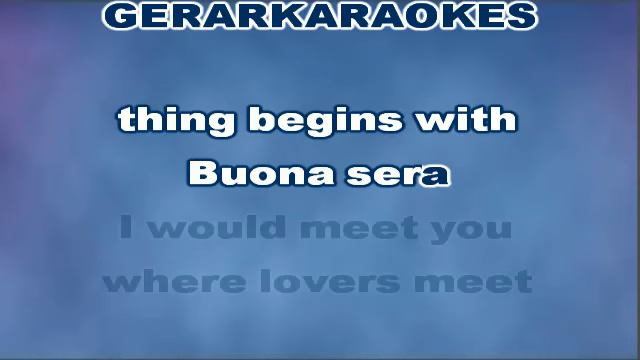 GERARKARAOKES
thing begins with
Buona sera
I would meet you
where lovers meet